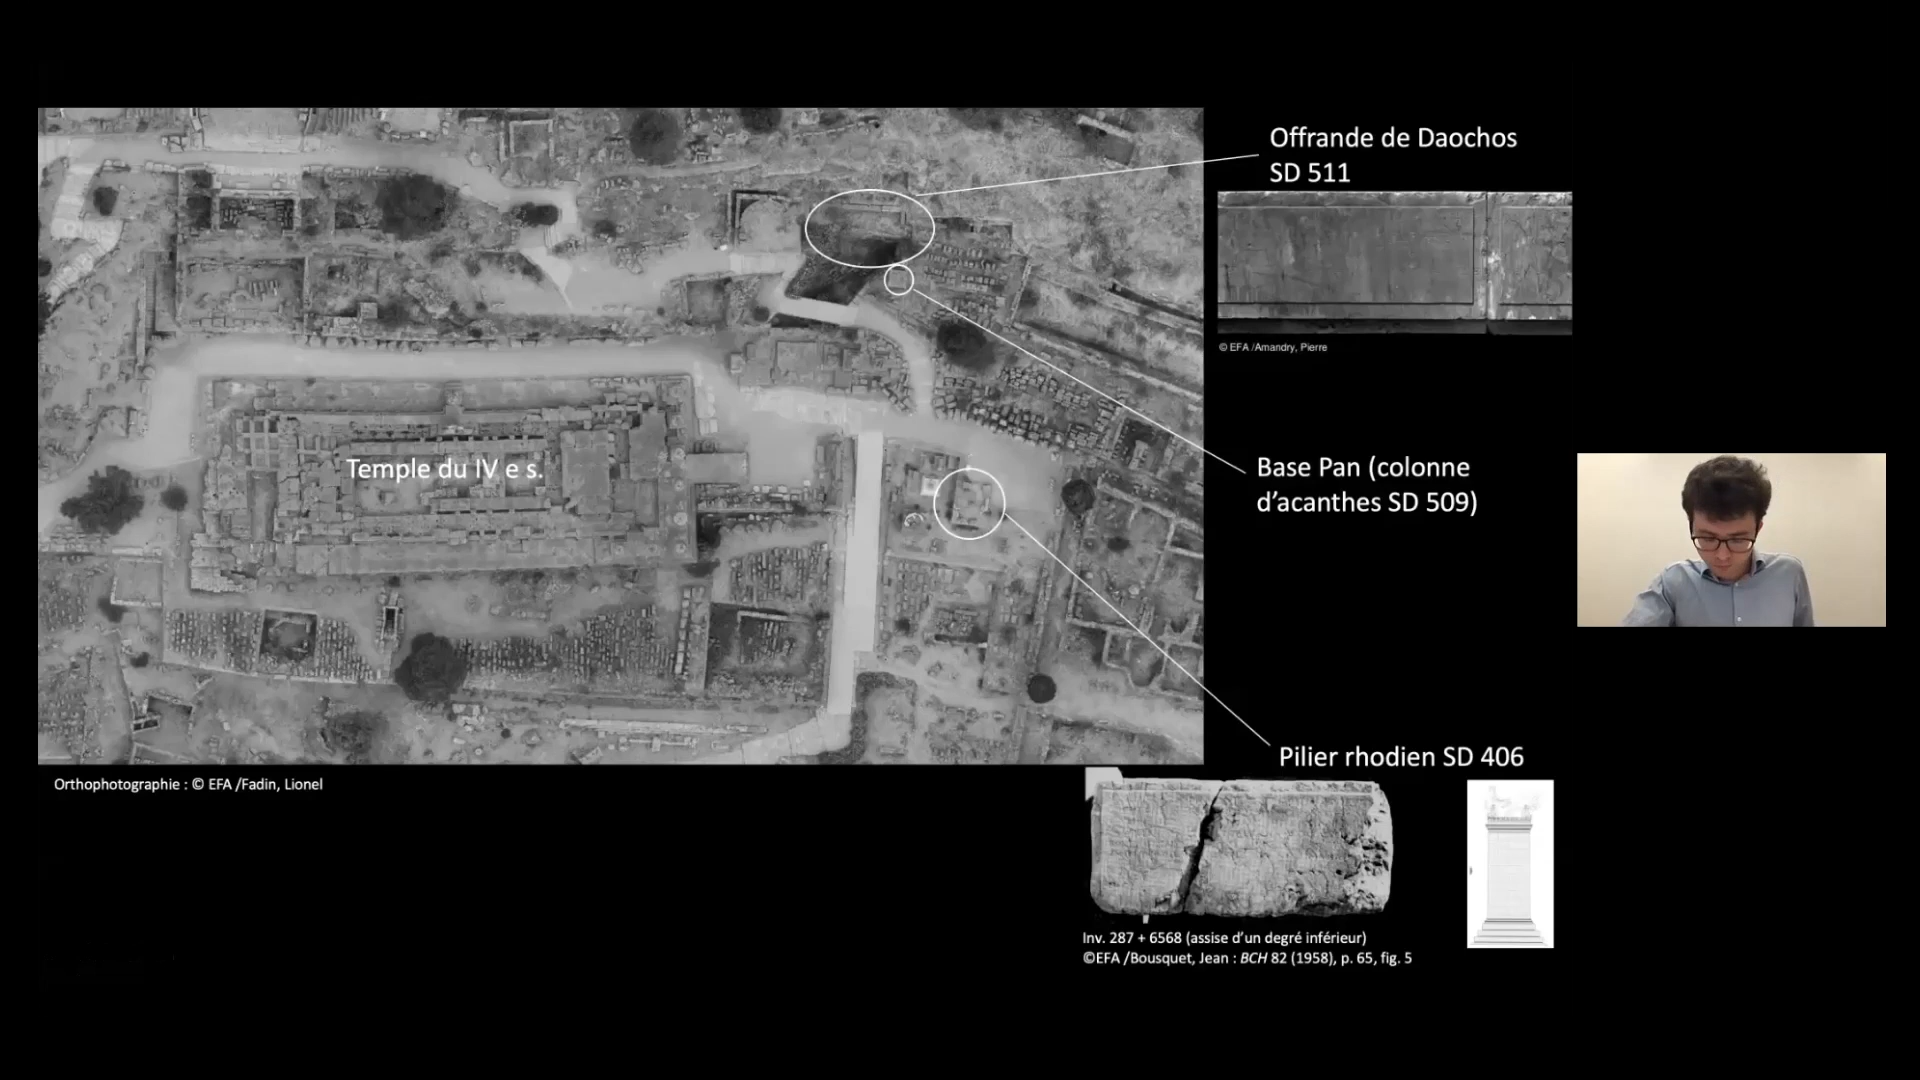 Offrande de Daochos
SD 511
© EFA /Amandry, Pierre
Temple du IV e s.
Base Pan (colonne
d’acanthes SD 509)
Pilier rhodien SD 406
Orthophotographie : © EFA /Fadin, Lionel
Inv. 287 + 6568 (assise d’un degré inférieur)
©EFA /Bousquet, Jean : BCH 82 (1958), p. 65, fig. 5